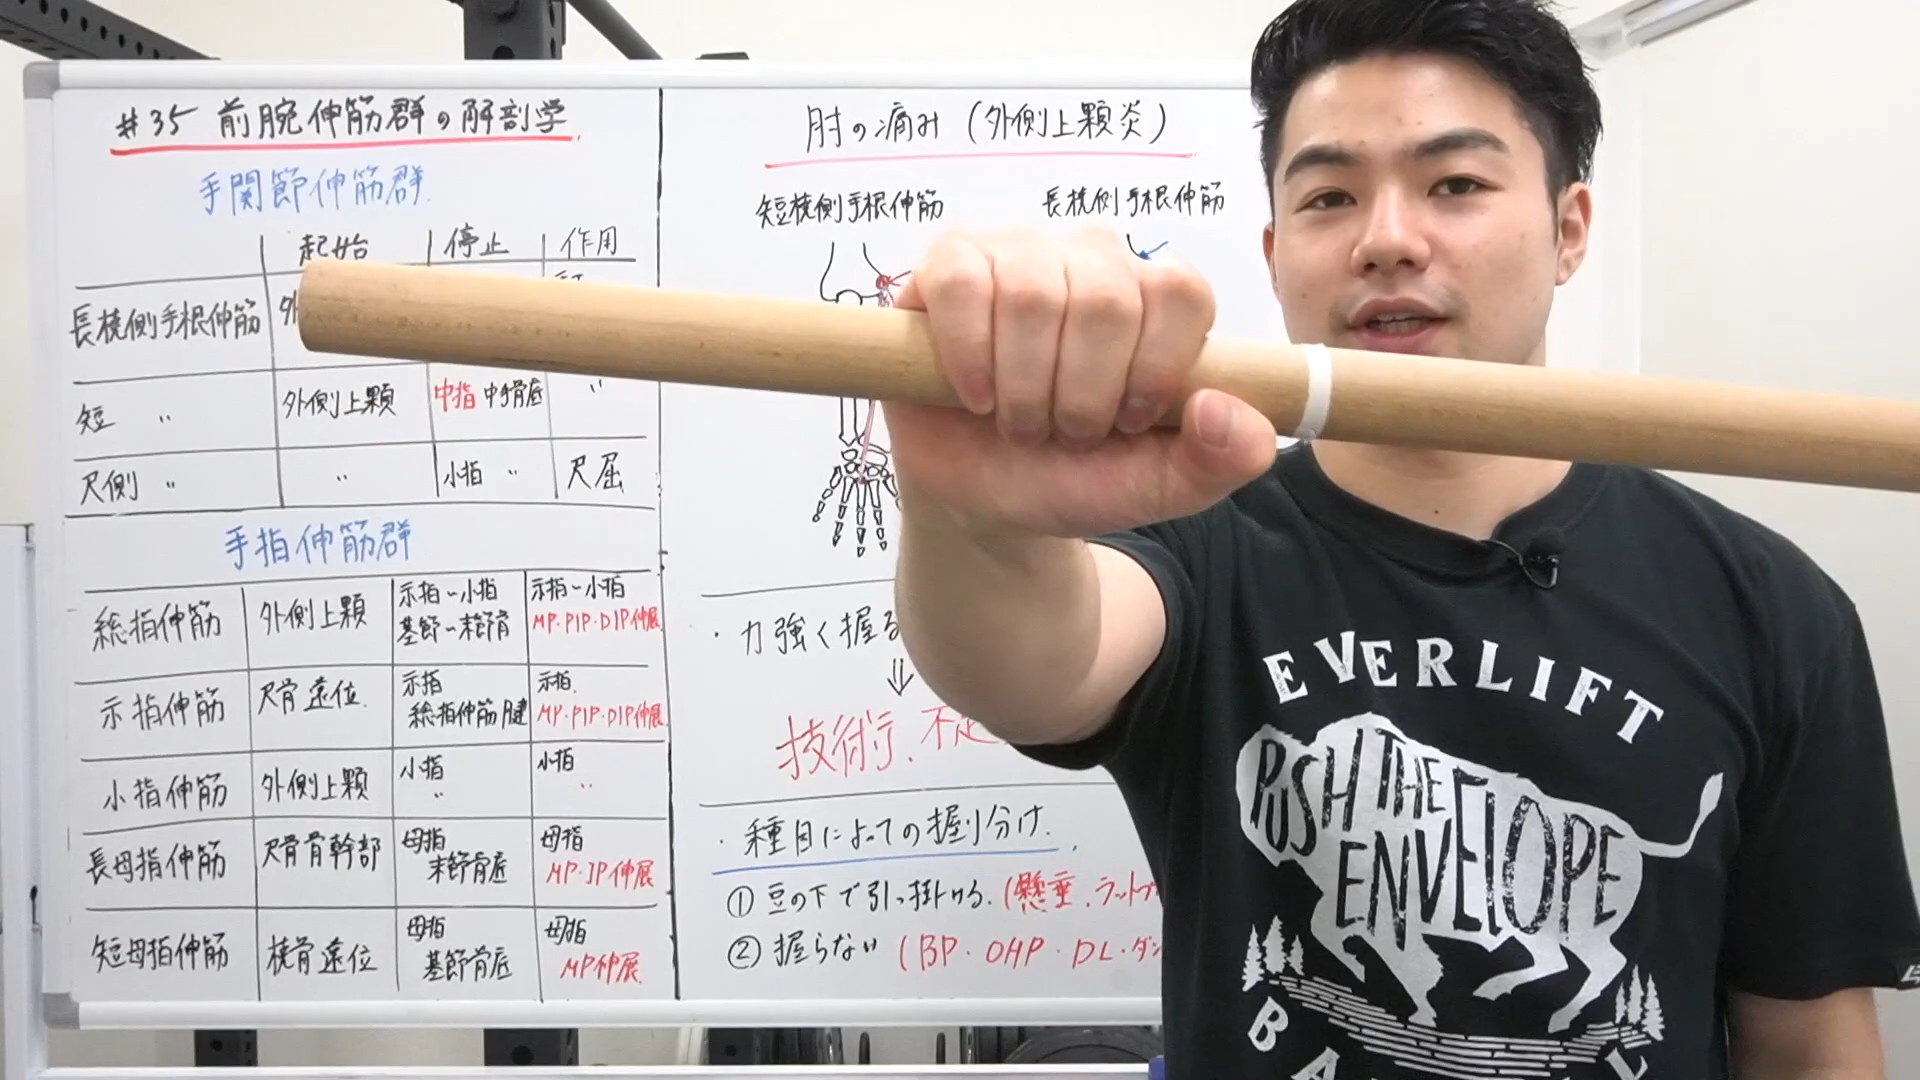 #35 前腕伸筋群の解剖学
手関節伸筋群
起始 停止 作用
長橈側手根伸筋 外
短 〃 外側上顆 中指 中手骨底 〃
尺側 〃 〃 小指 〃 尺屈
手指伸筋群
総指伸筋 外側上顆 示指~小指 基節~末節骨 示指~小指 MP・PIP・DIP伸展
示指伸筋 尺骨遠位 示指 総指伸筋腱 示指 MP・PIP・DIP伸展
小指伸筋 外側上顆 小指 〃 小指 〃
長母指伸筋 尺骨骨幹部 母指 末節骨底 母指 MP・IP伸展
短母指伸筋 橈骨遠位 母指 基節骨底 母指 MP伸展
肘の痛み (外側上顆炎)
短橈側手根伸筋 長橈側手根伸筋
・力強く握る
⇓
技術不足
・種目によっての握り分け
① 豆の下で引っ掛ける (懸垂、ラットプ
② 握らない (BP・OHP・DL・ダン
EVERLIFT
PUSH THE ENVELOPE